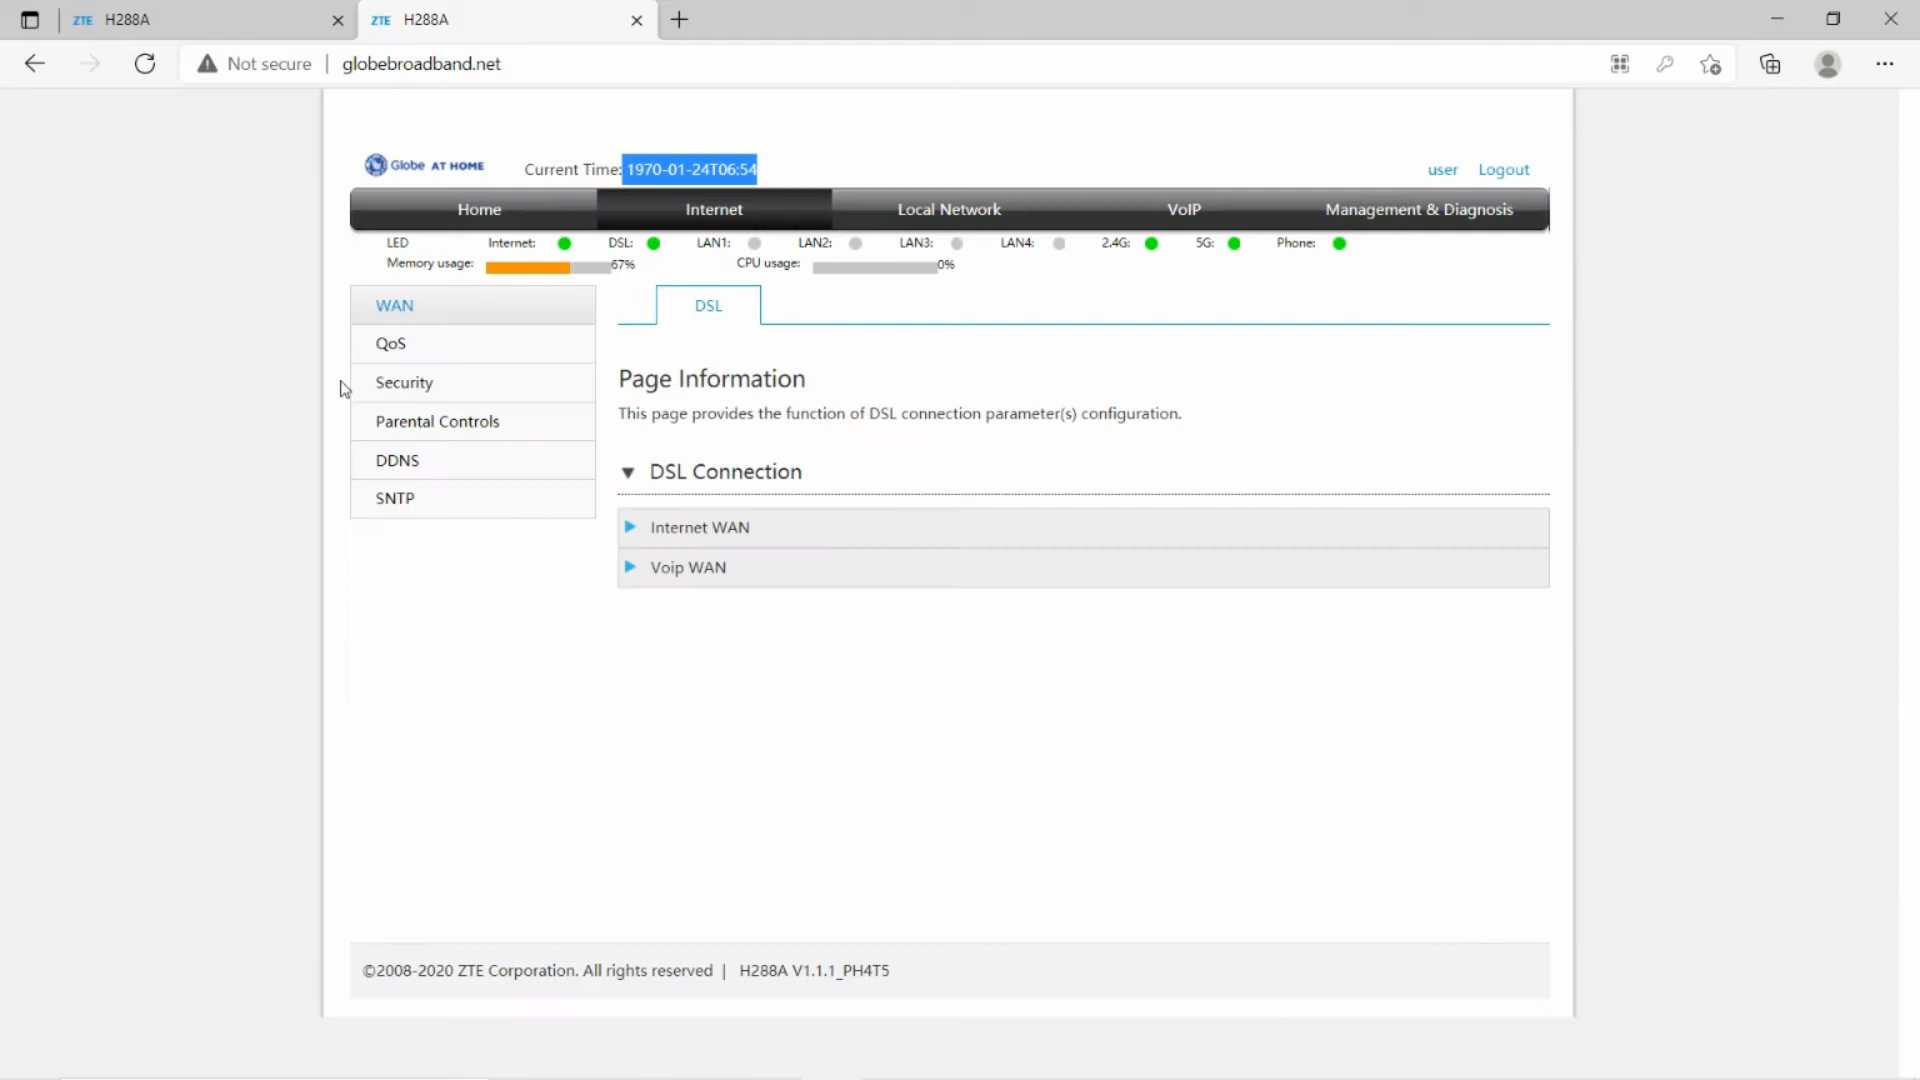 ZTE H288A
ZTE H288A
Not secure | globebroadband.net
Globe AT HOME
Current Time: 1970-01-24T06:54
user Logout
Home Internet Local Network VoIP Management & Diagnosis
LED Internet: DSL: LAN1: LAN2: LAN3: LAN4: 2.4G: 5G: Phone:
Memory usage: 67% CPU usage: 0%
WAN
QoS
Security
Parental Controls
DDNS
SNTP
DSL
Page Information
This page provides the function of DSL connection parameter(s) configuration.
DSL Connection
Internet WAN
Voip WAN
©2008-2020 ZTE Corporation. All rights reserved | H288A V1.1.1_PH4T5